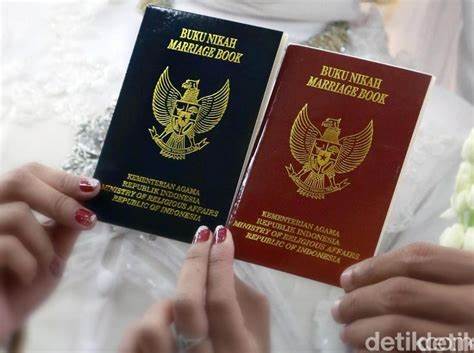 BUKU NIKAH
MARRIAGE BOOK
KEMENTERIAN AGAMA
REPUBLIK INDONESIA
MINISTRY OF RELIGIOUS AFFAIRS
REPUBLIC OF INDONESIA
BUKU NIKAH
MARRIAGE BOOK
KEMENTERIAN AGAMA
REPUBLIK INDONESIA
MINISTRY OF RELIGIOUS AFFAIRS
REPUBLIC OF INDONESIA
detikcom